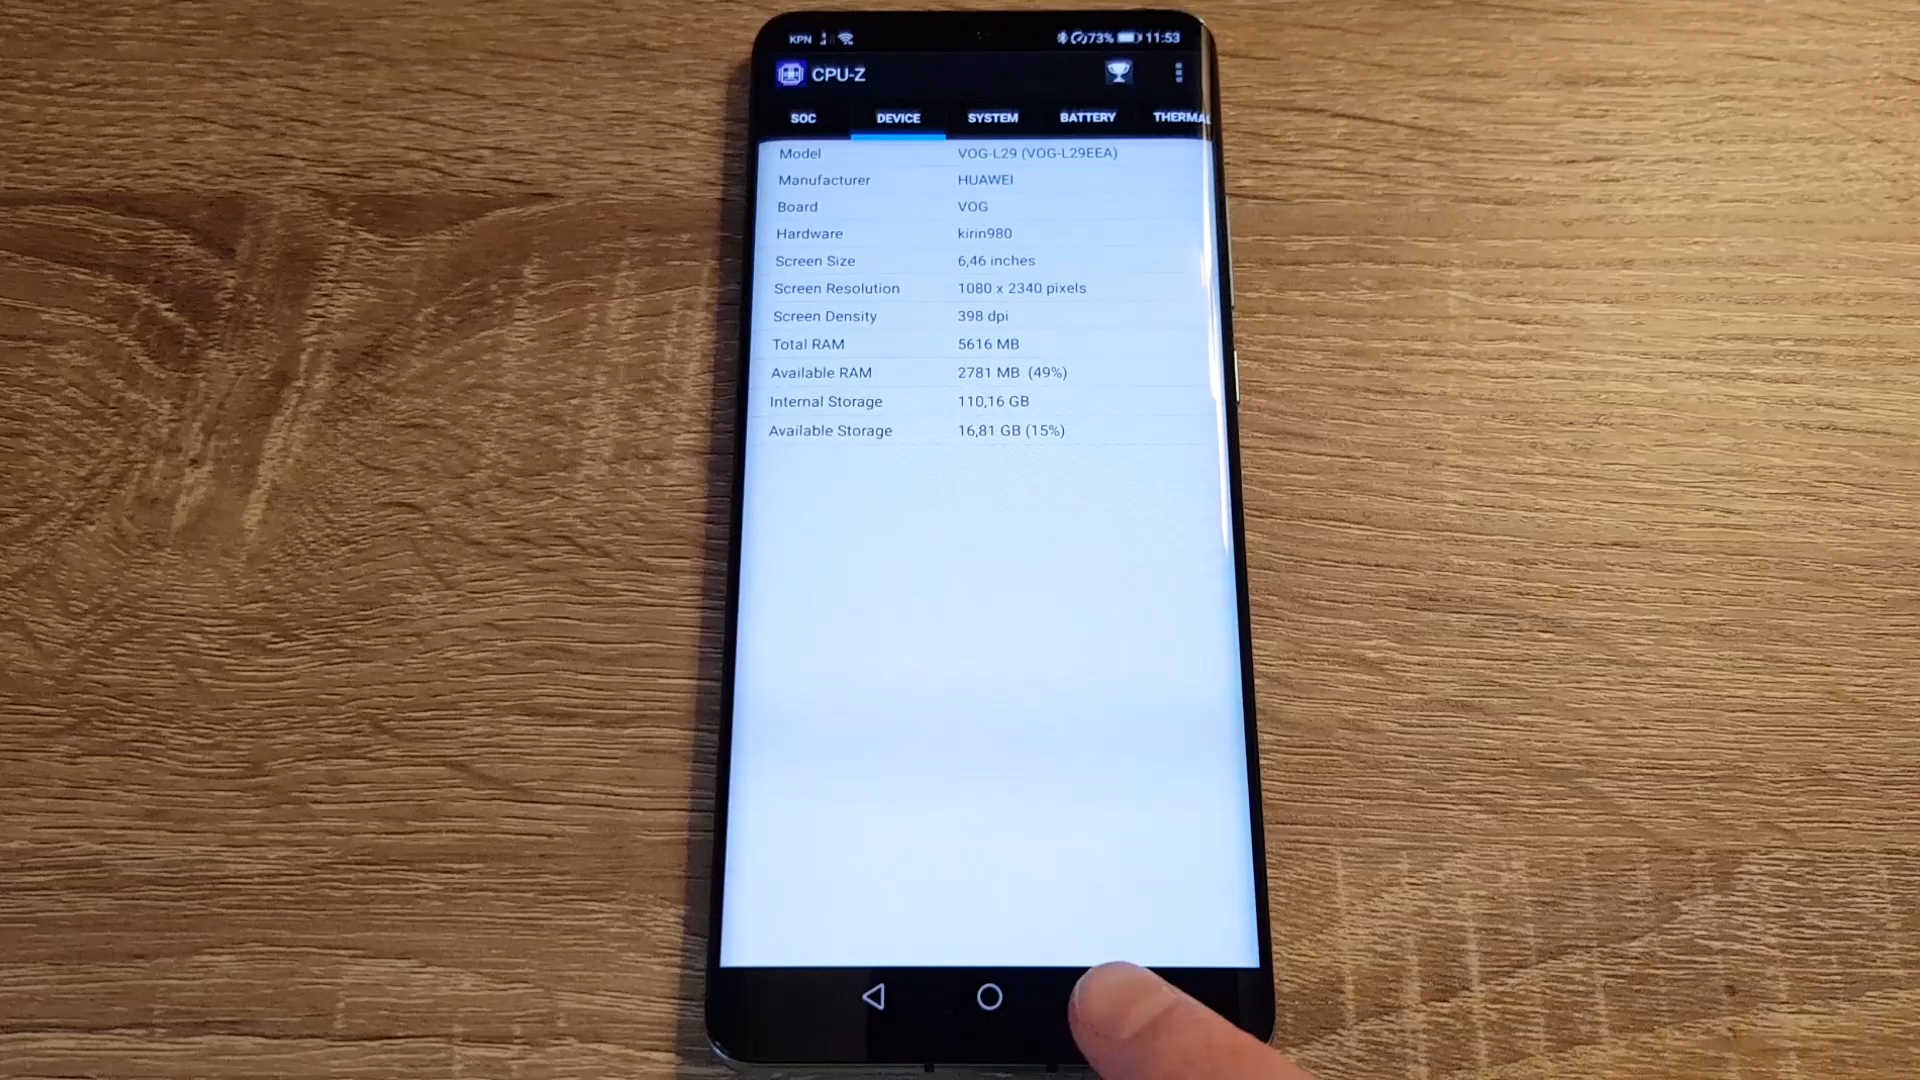 KPN 73% 11:53
CPU-Z
SOC DEVICE SYSTEM BATTERY THERMAL
Model VOG-L29 (VOG-L29EEA)
Manufacturer HUAWEI
Board VOG
Hardware kirin980
Screen Size 6,46 inches
Screen Resolution 1080 x 2340 pixels
Screen Density 398 dpi
Total RAM 5616 MB
Available RAM 2781 MB (49%)
Internal Storage 110,16 GB
Available Storage 16,81 GB (15%)